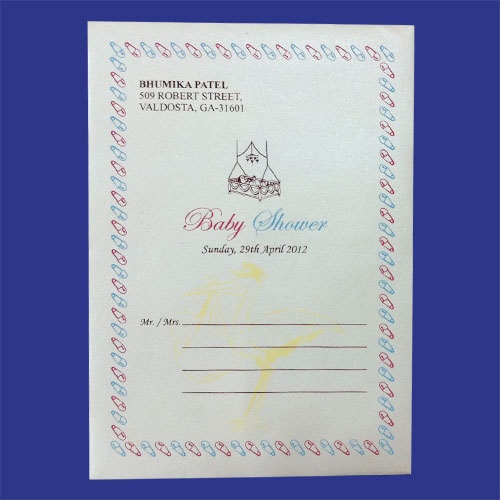 BHUMIKA PATEL
509 ROBERT STREET,
VALDOSTA, GA-31601
Baby Shower
Sunday, 29th April 2012
Mr. / Mrs.